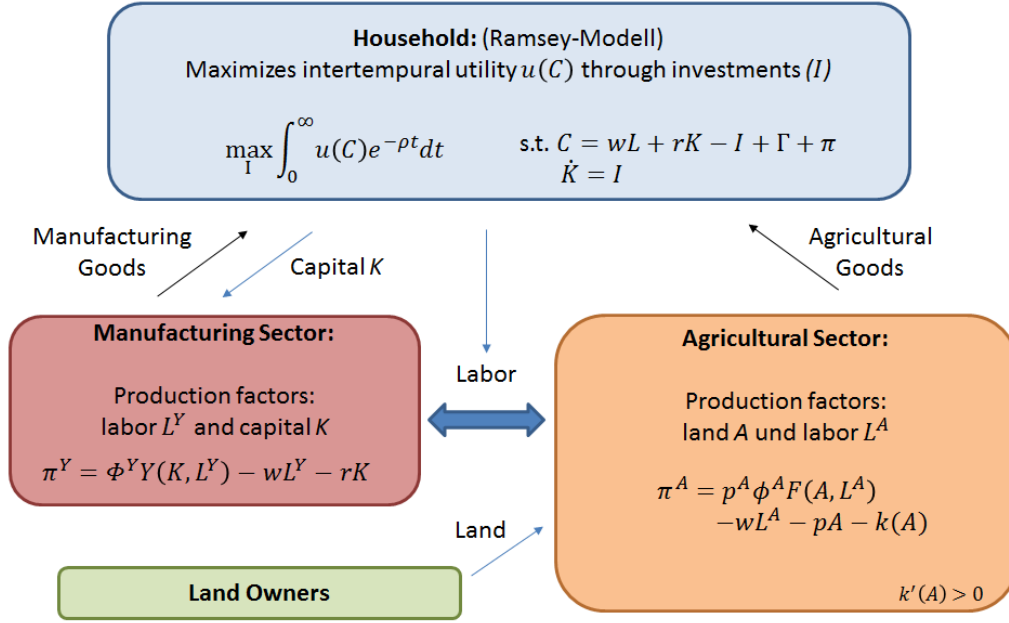 Household: (Ramsey-Modell)
Maximizes intertempural utility u(C) through investments (I)
max_I ∫_0^∞ u(C)e^{−ρt}dt
s.t. C = wL + rK − I + Γ + π
K̇ = I
Manufacturing
Goods
Capital K
Agricultural
Goods
Manufacturing Sector:
Production factors:
labor L^Y and capital K
π^Y = Φ^Y Y(K, L^Y) − wL^Y − rK
Labor
Agricultural Sector:
Production factors:
land A und labor L^A
π^A = p^A ϕ^A F(A, L^A)
−wL^A − pA − k(A)
k′(A) > 0
Land
Land Owners